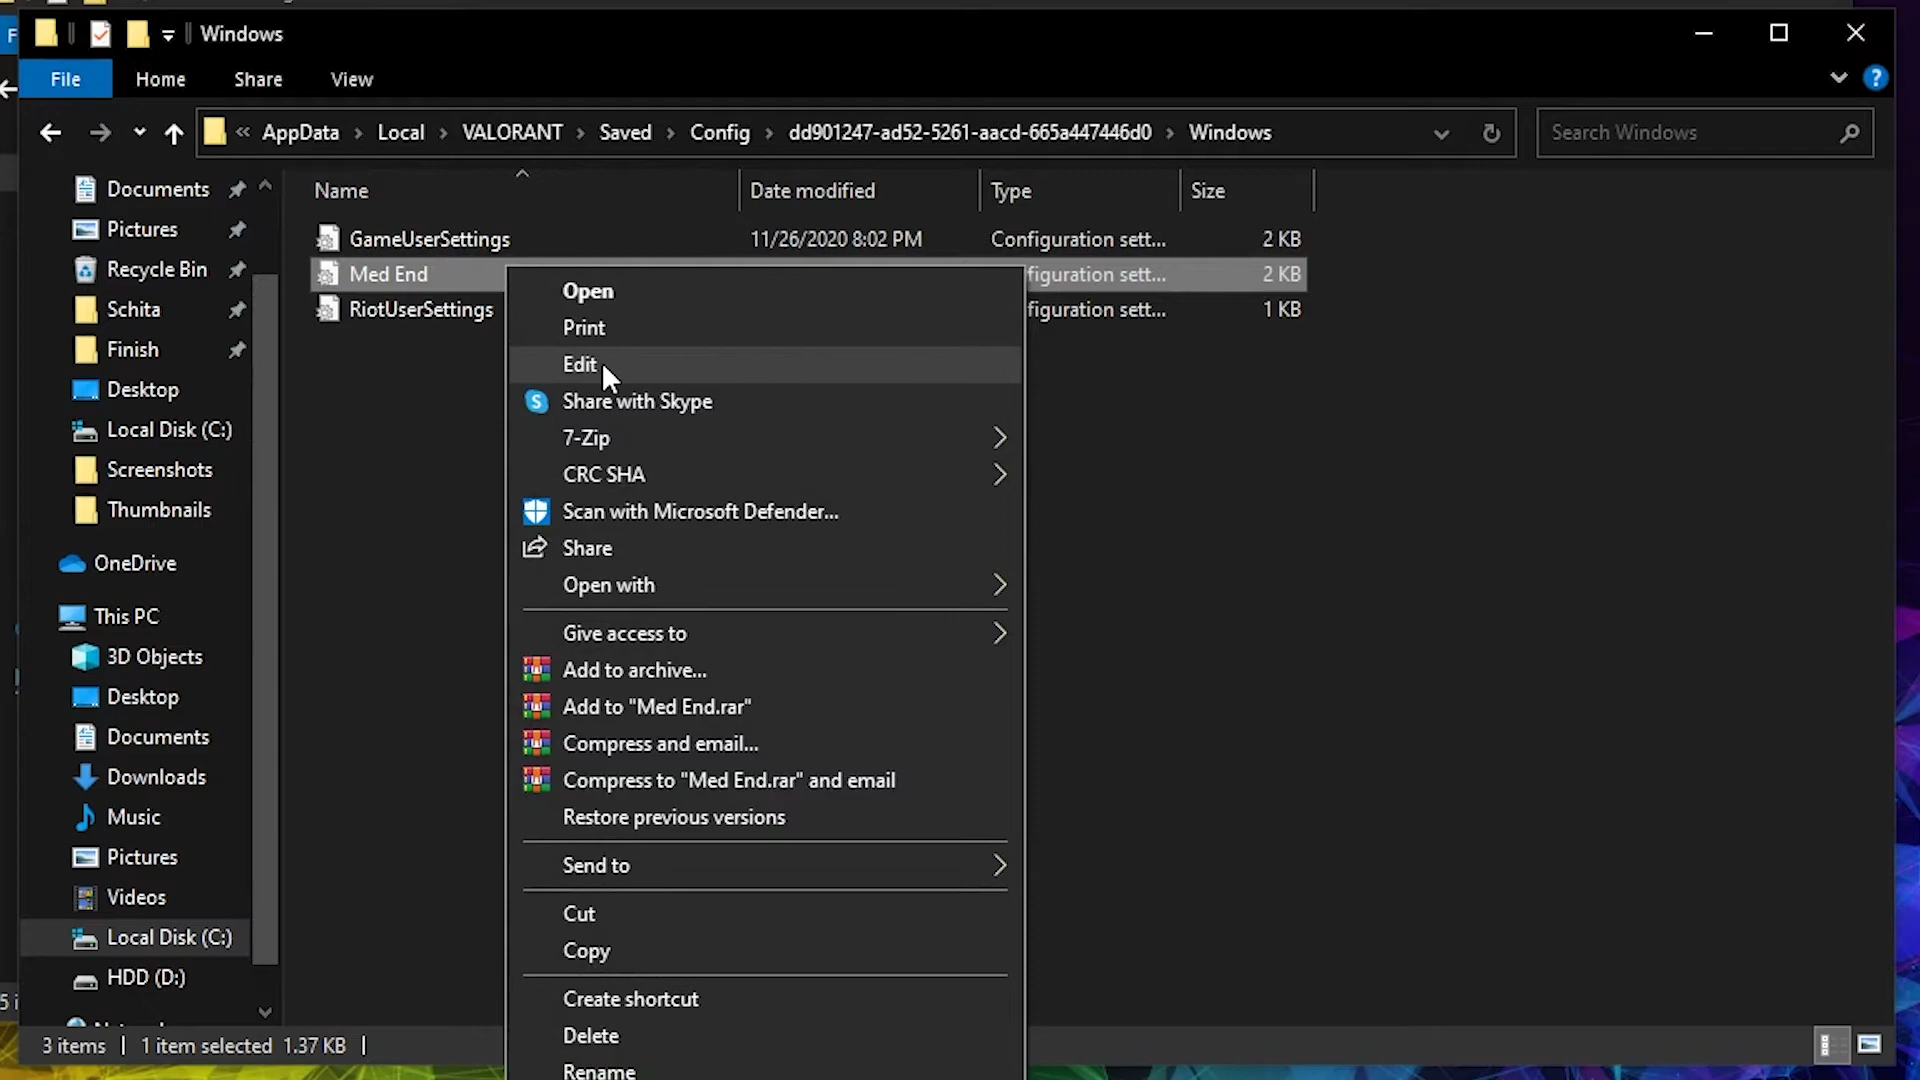 Windows
File Home Share View
« AppData > Local > VALORANT > Saved > Config > dd901247-ad52-5261-aacd-665a447446d0 > Windows
Search Windows
Name Date modified Type Size
GameUserSettings 11/26/2020 8:02 PM Configuration sett... 2 KB
Med End figuration sett... 2 KB
RiotUserSettings figuration sett... 1 KB
Documents
Pictures
Recycle Bin
Schita
Finish
Desktop
Local Disk (C:)
Screenshots
Thumbnails
OneDrive
This PC
3D Objects
Desktop
Documents
Downloads
Music
Pictures
Videos
Local Disk (C:)
HDD (D:)
Open
Print
Edit
Share with Skype
7-Zip
CRC SHA
Scan with Microsoft Defender...
Share
Open with
Give access to
Add to archive...
Add to "Med End.rar"
Compress and email...
Compress to "Med End.rar" and email
Restore previous versions
Send to
Cut
Copy
Create shortcut
Delete
Rename
3 items | 1 item selected 1.37 KB |